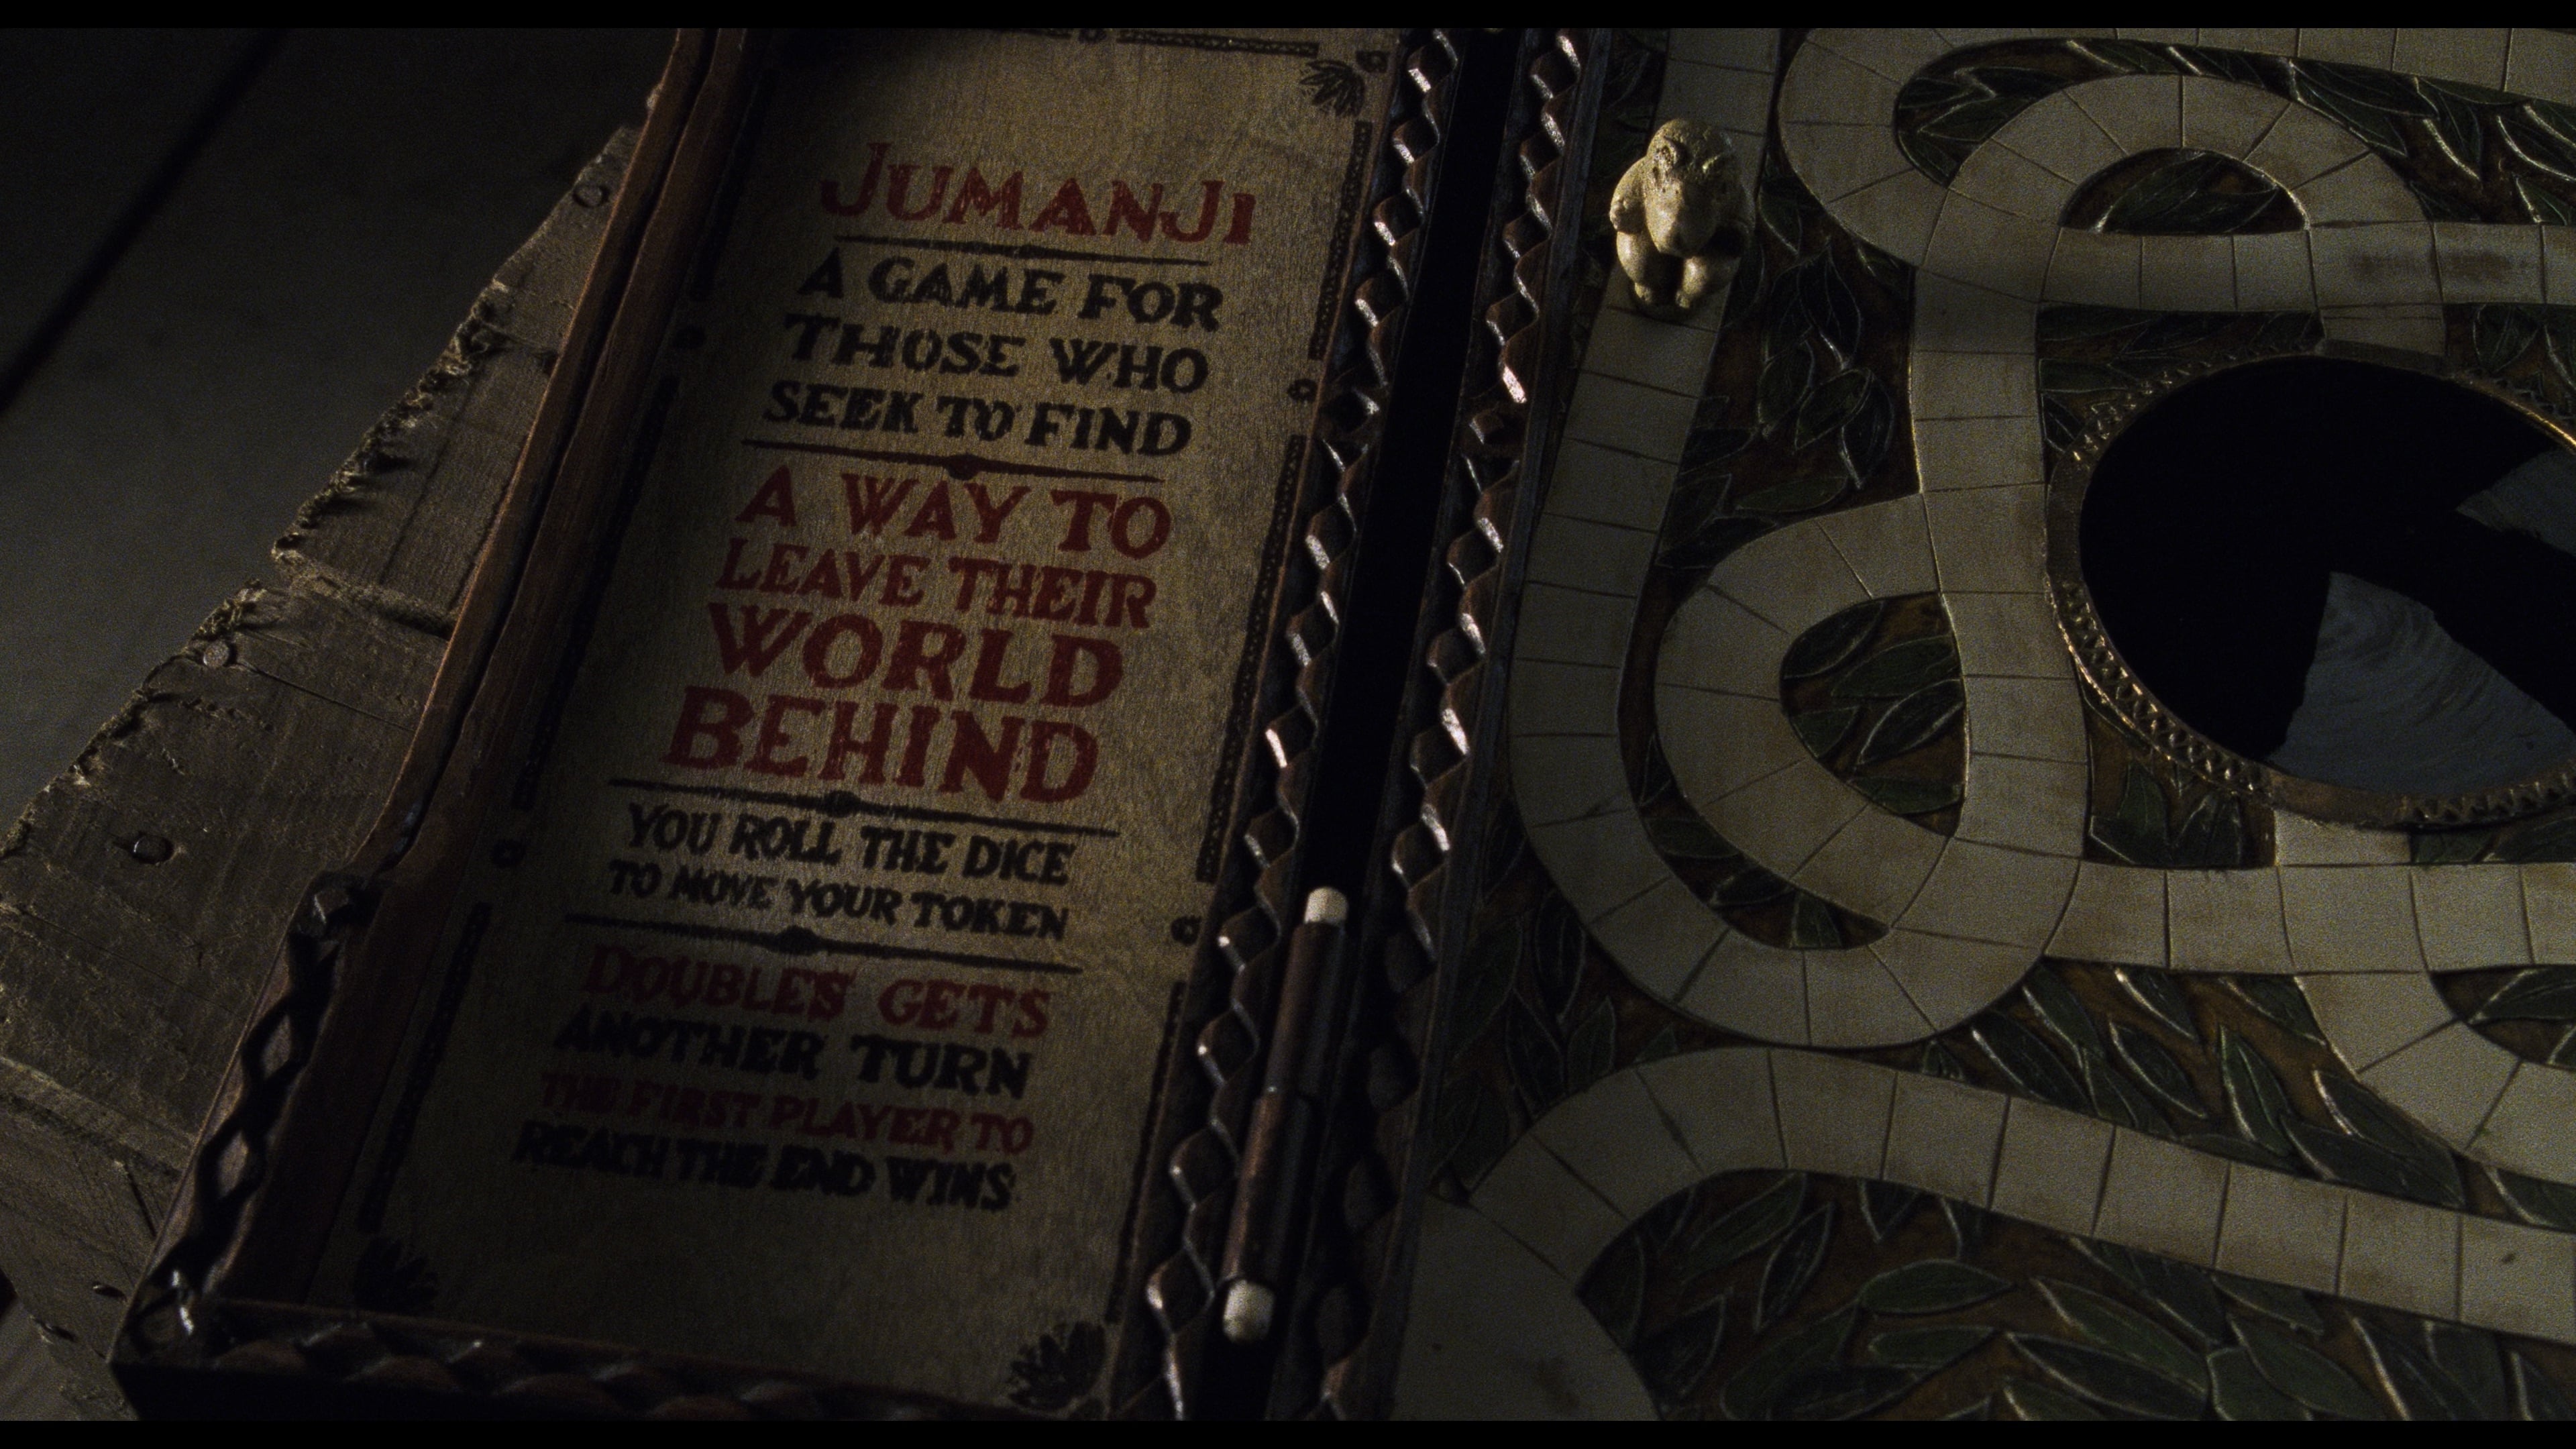 JUMANJI
A GAME FOR
THOSE WHO
SEEK TO FIND
A WAY TO
LEAVE THEIR
WORLD
BEHIND
YOU ROLL THE DICE
TO MOVE YOUR TOKEN
DOUBLES GETS
ANOTHER TURN
THE FIRST PLAYER TO
REACH THE END WINS